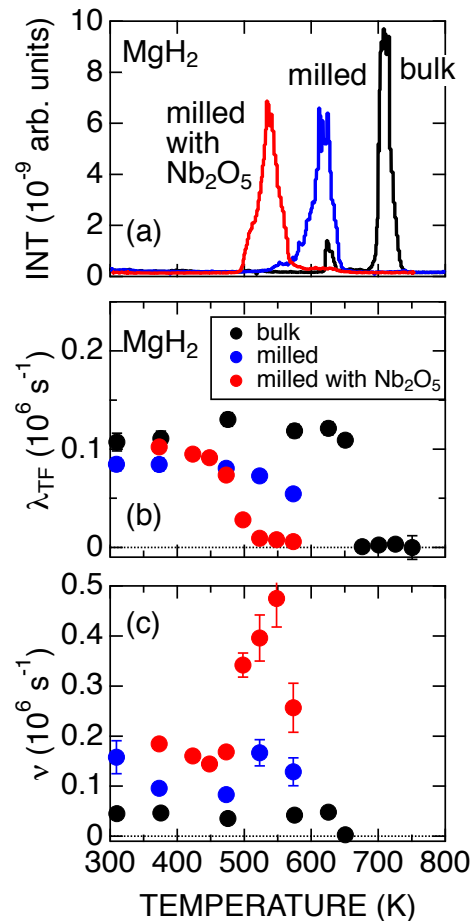 MgH₂
milled
bulk
milled
with
Nb₂O₅
(a)
INT (10⁻⁹ arb. units)
10
8
6
4
2
0
MgH₂
bulk
milled
milled with Nb₂O₅
(b)
λ_TF (10⁶ s⁻¹)
0.2
0.1
0
(c)
ν (10⁶ s⁻¹)
0.5
0.4
0.3
0.2
0.1
0
300 400 500 600 700 800
TEMPERATURE (K)